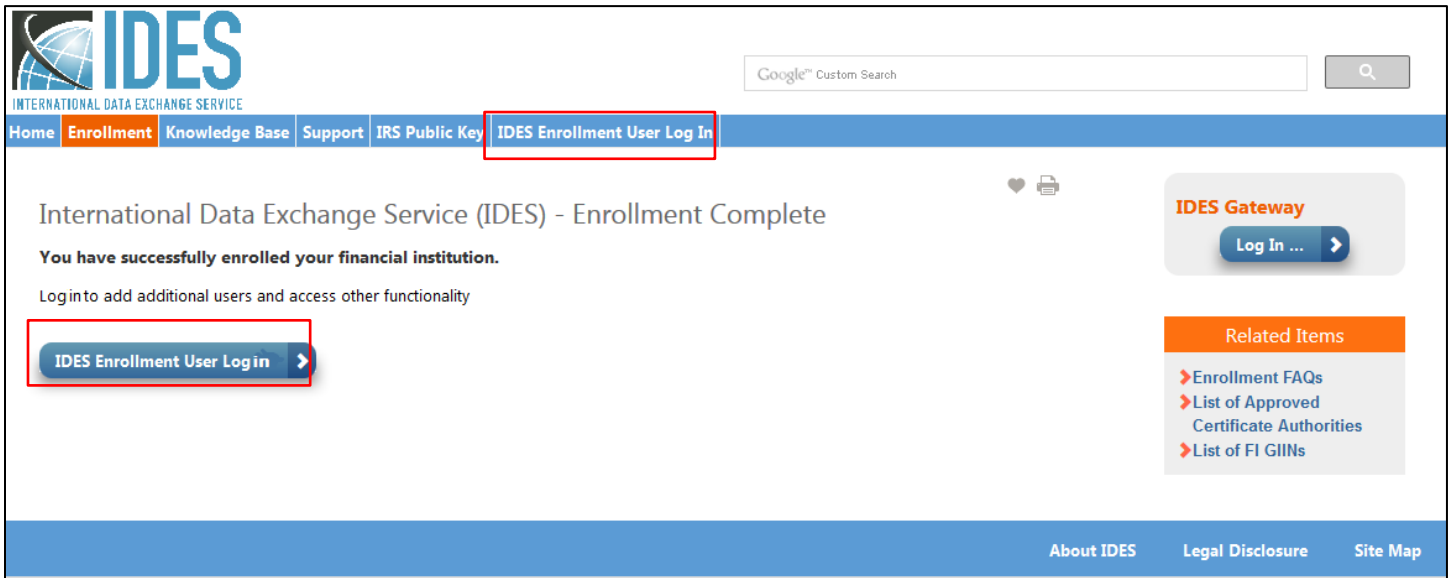 IDES
INTERNATIONAL DATA EXCHANGE SERVICE
Google™ Custom Search
Home Enrollment Knowledge Base Support IRS Public Key IDES Enrollment User Log In
International Data Exchange Service (IDES) - Enrollment Complete
You have successfully enrolled your financial institution.
Log in to add additional users and access other functionality
IDES Enrollment User Log in
IDES Gateway
Log In ...
Related Items
Enrollment FAQs
List of Approved
Certificate Authorities
List of FI GIINs
About IDES Legal Disclosure Site Map